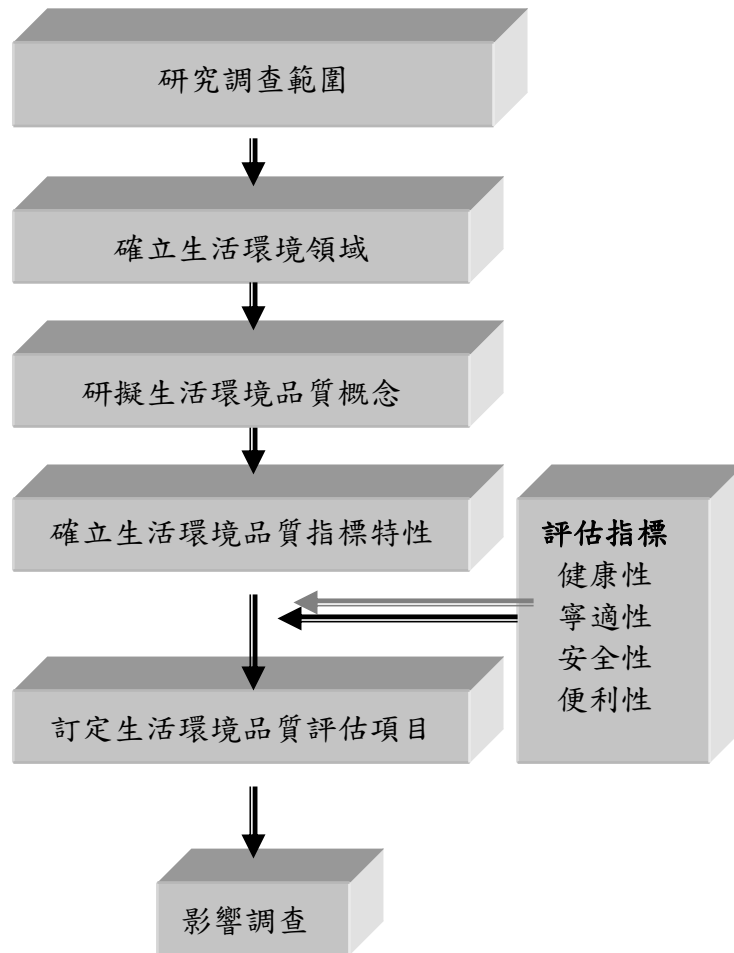 研究調查範圍
確立生活環境領域
研擬生活環境品質概念
確立生活環境品質指標特性
評估指標
健康性
寧適性
安全性
便利性
訂定生活環境品質評估項目
影響調查